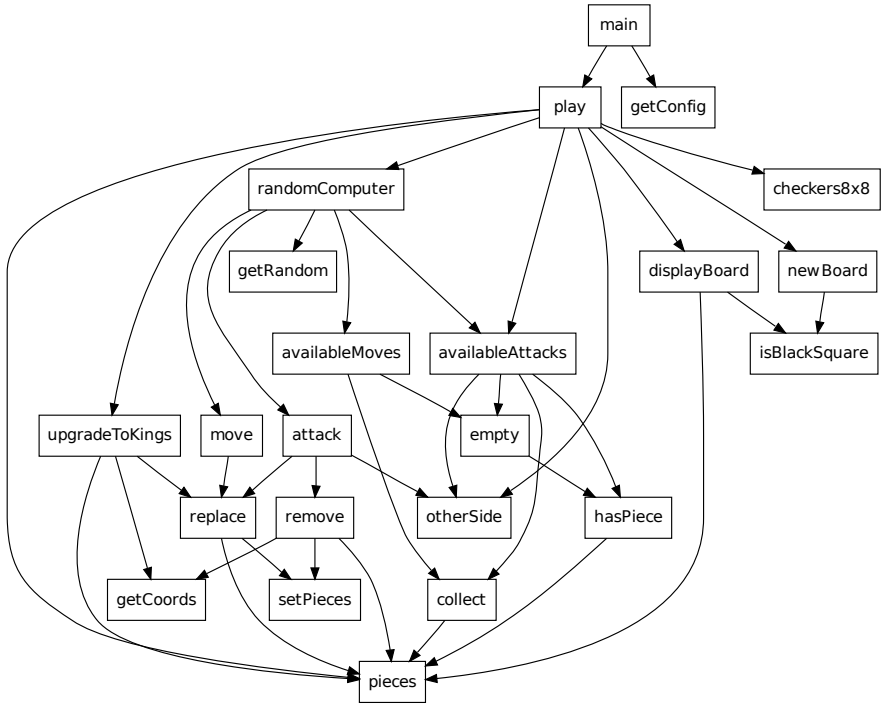 main
play
getConfig
randomComputer
checkers8x8
getRandom
displayBoard
newBoard
availableMoves
availableAttacks
isBlackSquare
upgradeToKings
move
attack
empty
replace
remove
otherSide
hasPiece
getCoords
setPieces
collect
pieces